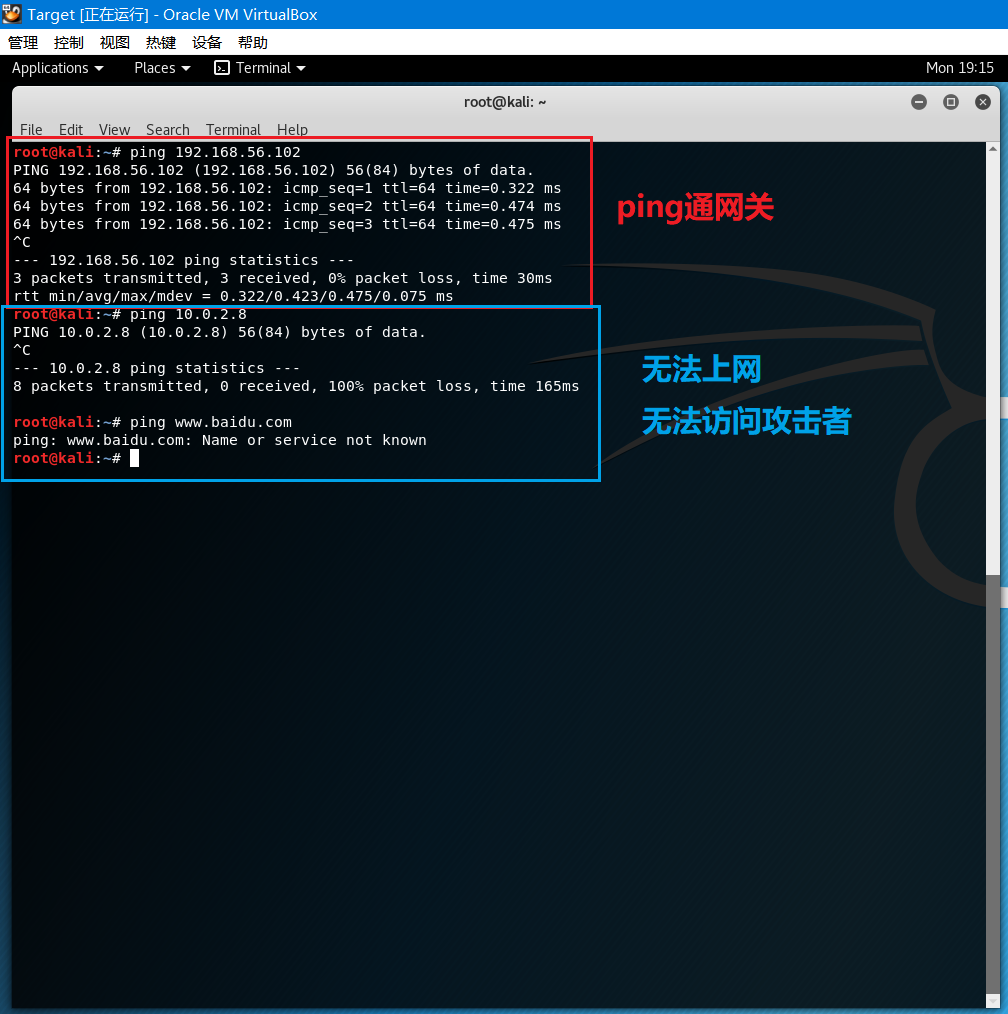 Target [正在运行] - Oracle VM VirtualBox
管理 控制 视图 热键 设备 帮助
Applications Places Terminal Mon 19:15
root@kali: ~
File Edit View Search Terminal Help
root@kali:~# ping 192.168.56.102
PING 192.168.56.102 (192.168.56.102) 56(84) bytes of data.
64 bytes from 192.168.56.102: icmp_seq=1 ttl=64 time=0.322 ms
64 bytes from 192.168.56.102: icmp_seq=2 ttl=64 time=0.474 ms
64 bytes from 192.168.56.102: icmp_seq=3 ttl=64 time=0.475 ms
^C
--- 192.168.56.102 ping statistics ---
3 packets transmitted, 3 received, 0% packet loss, time 30ms
rtt min/avg/max/mdev = 0.322/0.423/0.475/0.075 ms
ping通网关
root@kali:~# ping 10.0.2.8
PING 10.0.2.8 (10.0.2.8) 56(84) bytes of data.
^C
--- 10.0.2.8 ping statistics ---
8 packets transmitted, 0 received, 100% packet loss, time 165ms
root@kali:~# ping www.baidu.com
ping: www.baidu.com: Name or service not known
root@kali:~#
无法上网
无法访问攻击者